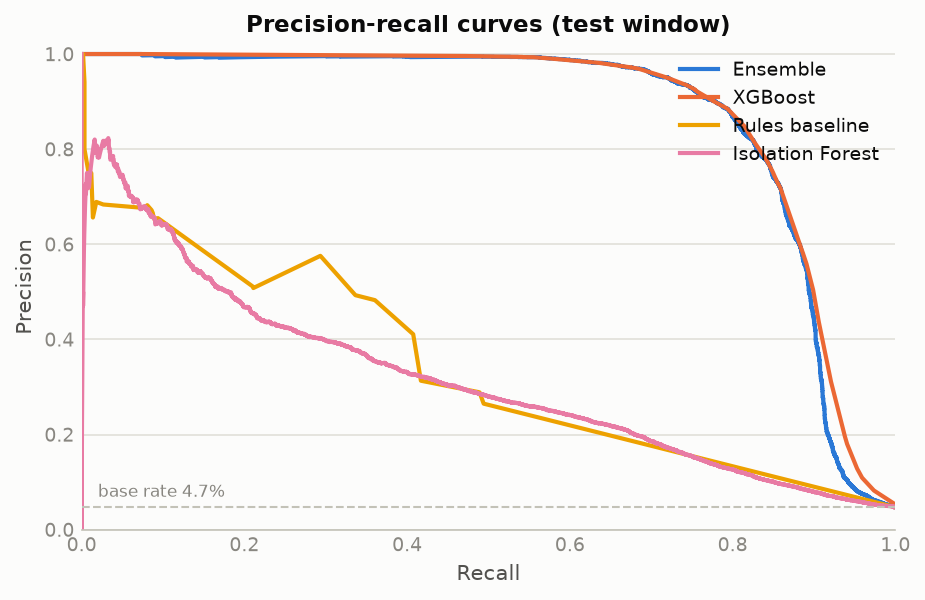 Precision-recall curves (test window)
1.0
0.8
0.6
0.4
0.2
0.0
Precision
Ensemble
XGBoost
Rules baseline
Isolation Forest
base rate 4.7%
0.0 0.2 0.4 0.6 0.8 1.0
Recall